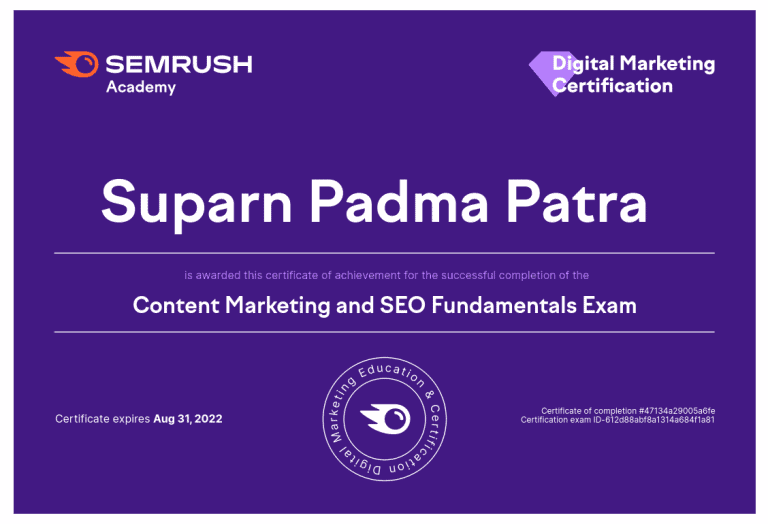 SEMRUSH
Academy
Digital Marketing
Certification
Suparn Padma Patra
is awarded this certificate of achievement for the successful completion of the
Content Marketing and SEO Fundamentals Exam
Certificate expires Aug 31, 2022
Digital Marketing Education & Certification
Certificate of completion #47134a29005a6fe
Certification exam ID-612d88abf8a1314a684f1a81